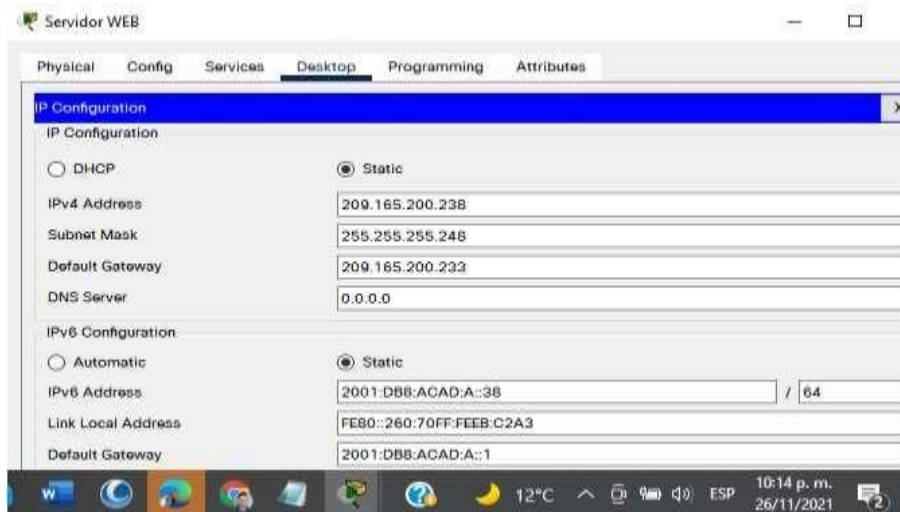 Servidor WEB
Physical Config Services Desktop Programming Attributes
IP Configuration X
IP Configuration
DHCP Static
IPv4 Address 209.165.200.238
Subnet Mask 255.255.255.248
Default Gateway 209.165.200.233
DNS Server 0.0.0.0
IPv6 Configuration
Automatic Static
IPv6 Address 2001:DB8:ACAD:A::38 / 64
Link Local Address FE80::260:70FF:FEEB:C2A3
Default Gateway 2001:DB8:ACAD:A::1
W 12°C ESP 10:14 p. m.
26/11/2021 2